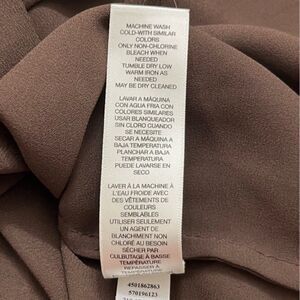 MACHINE WASH
COLD-WITH SIMILAR
COLORS
ONLY NON-CHLORINE
BLEACH WHEN
NEEDED
TUMBLE DRY LOW
WARM IRON AS
NEEDED
MAY BE DRY CLEANED
LAVAR A MÁQUINA
CON AGUA FRIA CON
COLORES SIMILARES
USAR BLANQUEADOR
SIN CLORO CUANDO
SE NECESITE
SECAR A MÁQUINA A
BAJA TEMPERATURA
PLANCHAR A BAJA
TEMPERATURA
PUEDE LAVARSE EN
SECO
LAVER À LA MACHINE À
L'EAU FROIDE AVEC
DES VÊTEMENTS DE
COULEURS
SEMBLABLES
UTILISER SEULEMENT
UN AGENT DE
BLANCHIMENT NON
CHLORÉ AU BESOIN
SÉCHER PAR
CULBUTAGE À BASSE
TEMPÉRATURE
REPASSER À
4501862863
570196123